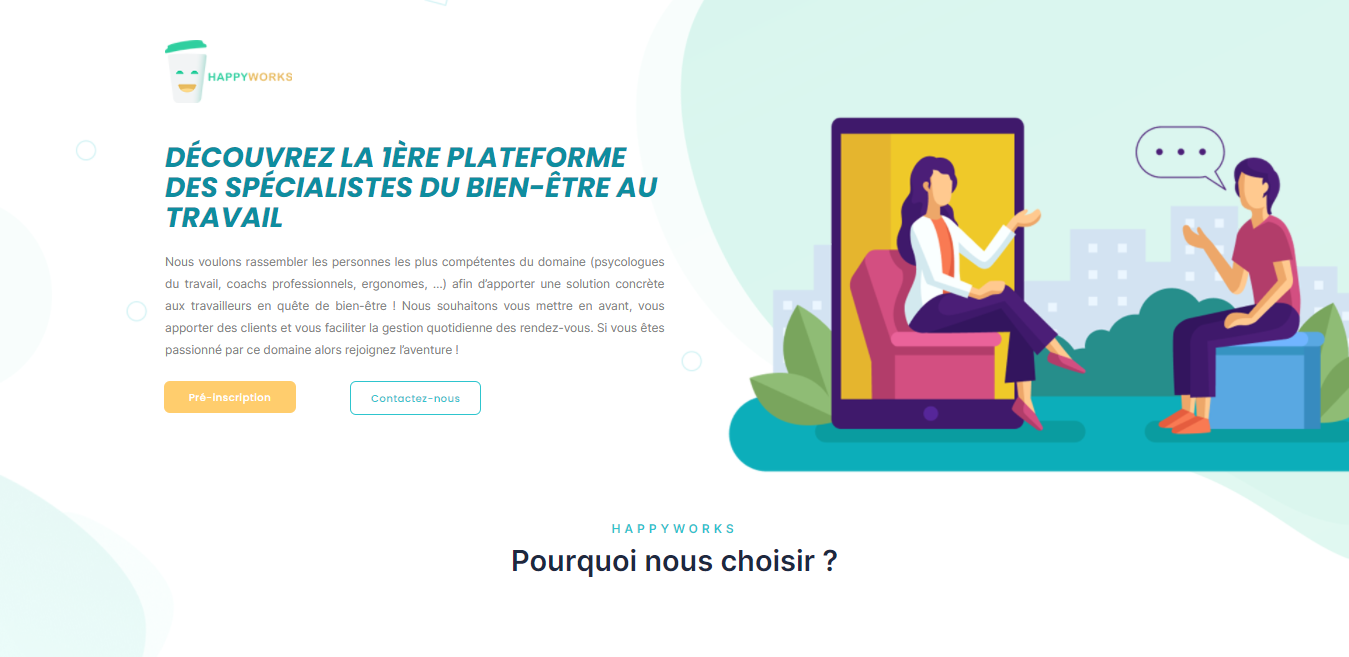 HAPPYWORKS
DÉCOUVREZ LA 1ÈRE PLATEFORME
DES SPÉCIALISTES DU BIEN-ÊTRE AU
TRAVAIL
Nous voulons rassembler les personnes les plus compétentes du domaine (psycologues
du travail, coachs professionnels, ergonomes, ...) afin d'apporter une solution concrète
aux travailleurs en quête de bien-être ! Nous souhaitons vous mettre en avant, vous
apporter des clients et vous faciliter la gestion quotidienne des rendez-vous. Si vous êtes
passionné par ce domaine alors rejoignez l'aventure !
Pré-inscription
Contactez-nous
HAPPYWORKS
Pourquoi nous choisir ?